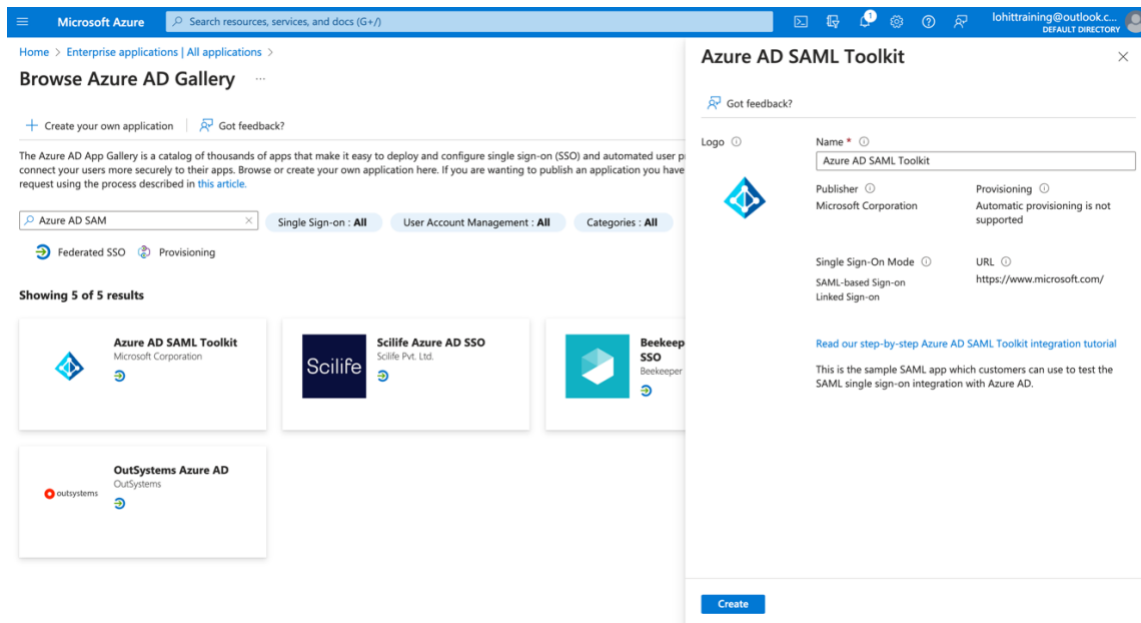 Microsoft Azure
Search resources, services, and docs (G+/)
1
lohittraining@outlook.c...
DEFAULT DIRECTORY
Home > Enterprise applications | All applications >
Browse Azure AD Gallery ...
+ Create your own application
Got feedback?
The Azure AD App Gallery is a catalog of thousands of apps that make it easy to deploy and configure single sign-on (SSO) and automated user
connect your users more securely to their apps. Browse or create your own application here. If you are wanting to publish an application you have
request using the process described in this article.
Azure AD SAM
Single Sign-on : All
User Account Management : All
Categories : All
Federated SSO
Provisioning
Showing 5 of 5 results
Azure AD SAML Toolkit
Microsoft Corporation
Scilife
Scilife Azure AD SSO
Scilife Pvt. Ltd.
Beekeep
SSO
Beekeeper
outsystems
OutSystems Azure AD
OutSystems
Azure AD SAML Toolkit
Got feedback?
Logo
Name *
Azure AD SAML Toolkit
Publisher
Microsoft Corporation
Provisioning
Automatic provisioning is not
supported
Single Sign-On Mode
SAML-based Sign-on
Linked Sign-on
URL
https://www.microsoft.com/
Read our step-by-step Azure AD SAML Toolkit integration tutorial
This is the sample SAML app which customers can use to test the
SAML single sign-on integration with Azure AD.
Create